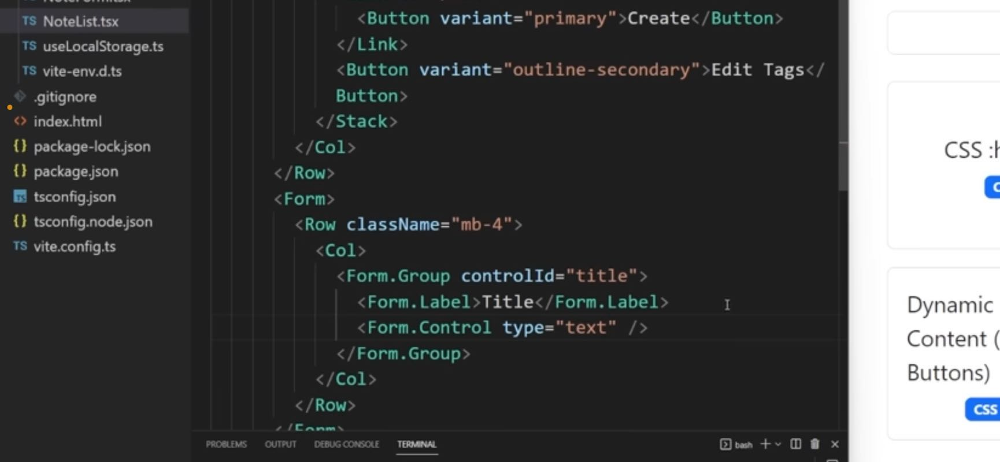 NoteList.tsx
useLocalStorage.ts
vite-env.d.ts
.gitignore
index.html
package-lock.json
package.json
tsconfig.json
tsconfig.node.json
vite.config.ts
<Button variant="primary">Create</Button>
</Link>
<Button variant="outline-secondary">Edit Tags</
Button>
</Stack>
</Col>
</Row>
<Form>
<Row className="mb-4">
<Col>
<Form.Group controlId="title">
<Form.Label>Title</Form.Label>
<Form.Control type="text" />
</Form.Group>
</Col>
</Row>
</Form>
PROBLEMS OUTPUT DEBUG CONSOLE TERMINAL bash
CSS
Dynamic
Content (
Buttons)
CSS